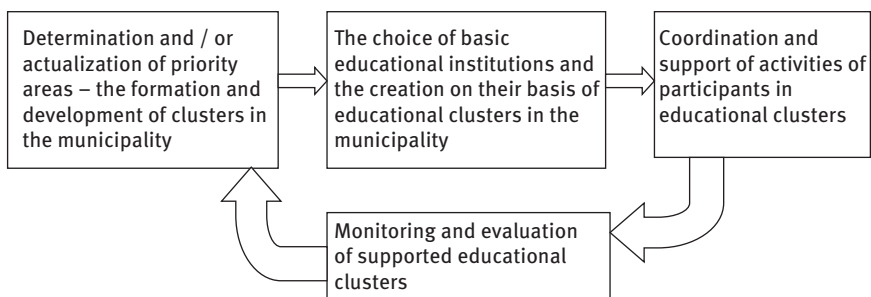 Determination and / or
actualization of priority
areas – the formation and
development of clusters in
the municipality
The choice of basic
educational institutions and
the creation on their basis of
educational clusters in the
municipality
Coordination and
support of activities of
participants in
educational clusters
Monitoring and evaluation
of supported educational
clusters